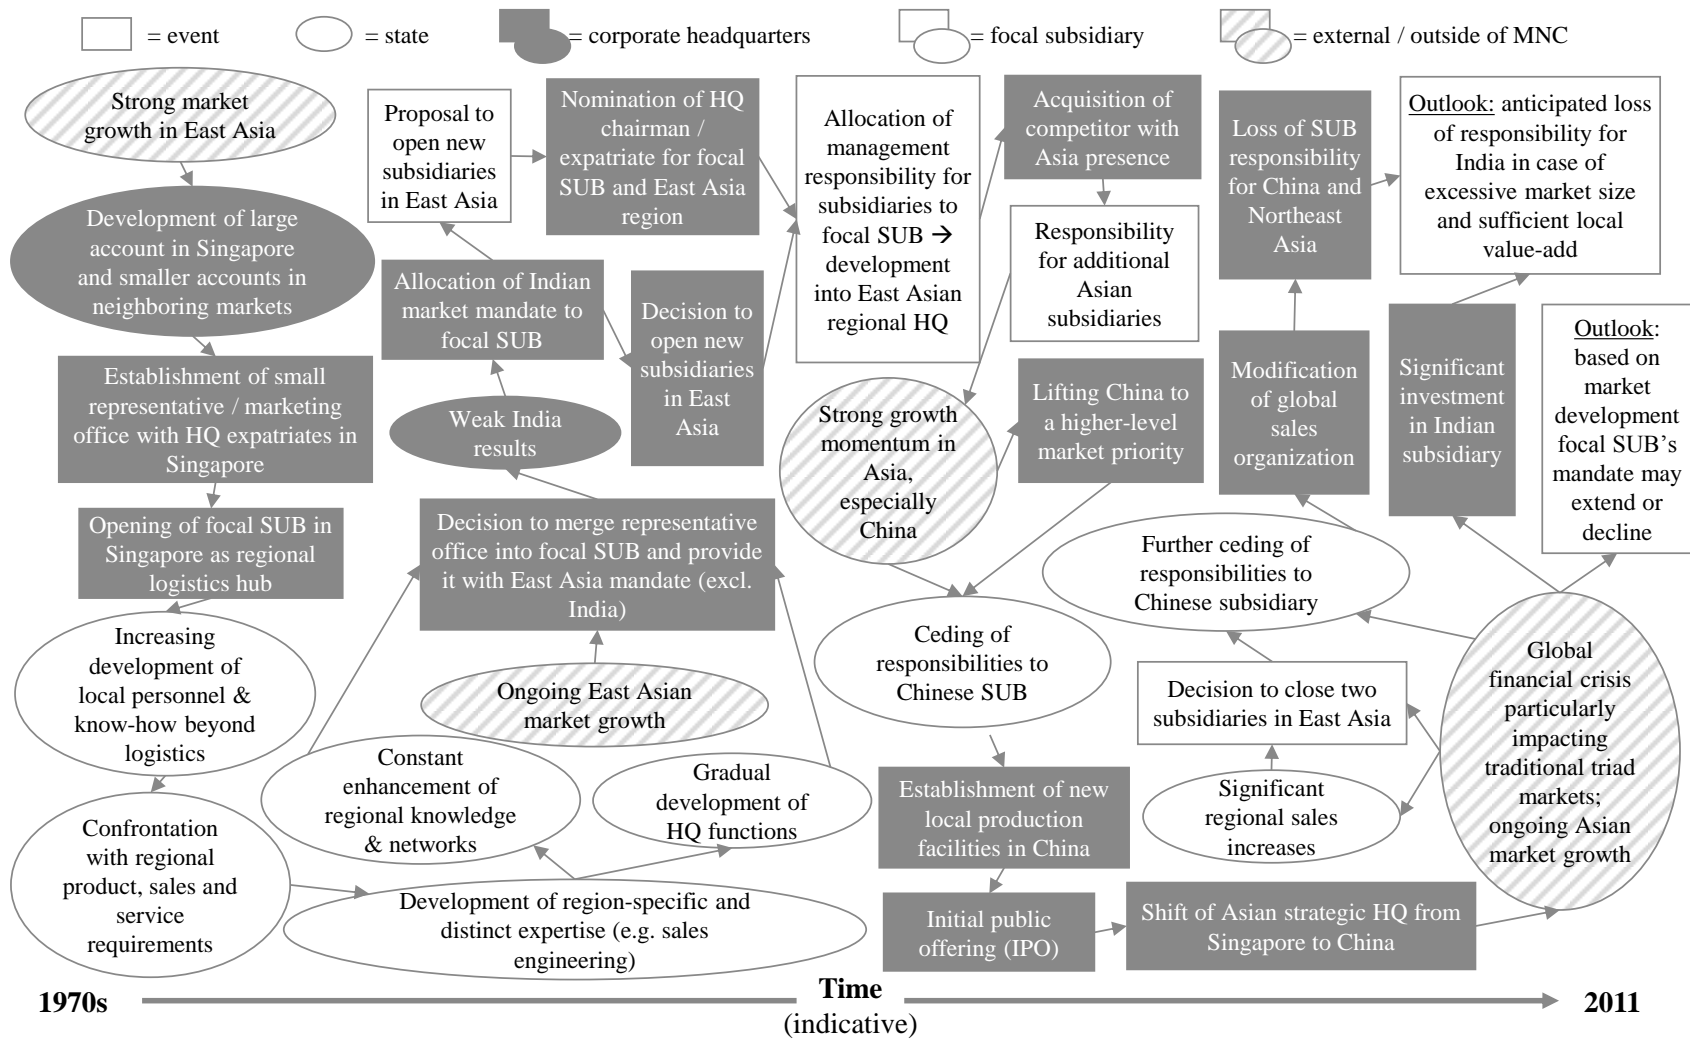 = event
= state
= corporate headquarters
= focal subsidiary
= external / outside of MNC
Strong market
growth in East Asia
Development of large
account in Singapore
and smaller accounts in
neighboring markets
Establishment of small
representative / marketing
office with HQ expatriates in
Singapore
Opening of focal SUB in
Singapore as regional
logistics hub
Increasing
development of
local personnel &
know-how beyond
logistics
Confrontation
with regional
product, sales and
service
requirements
Development of region-specific and
distinct expertise (e.g. sales
engineering)
Constant
enhancement of
regional knowledge
& networks
Gradual
development of
HQ functions
Ongoing East Asian
market growth
Decision to merge representative
office into focal SUB and provide
it with East Asia mandate (excl.
India)
Weak India
results
Allocation of Indian
market mandate to
focal SUB
Proposal to
open new
subsidiaries
in East Asia
Nomination of HQ
chairman /
expatriate for focal
SUB and East Asia
region
Decision to
open new
subsidiaries
in East
Asia
Allocation of
management
responsibility for
subsidiaries to
focal SUB →
development
into East Asian
regional HQ
Acquisition of
competitor with
Asia presence
Responsibility
for additional
Asian
subsidiaries
Strong growth
momentum in
Asia,
especially
China
Lifting China to
a higher-level
market priority
Ceding of
responsibilities to
Chinese SUB
Establishment of new
local production
facilities in China
Initial public
offering (IPO)
Shift of Asian strategic HQ from
Singapore to China
Global
financial crisis
particularly
impacting
traditional triad
markets;
ongoing Asian
market growth
Significant
regional sales
increases
Decision to close two
subsidiaries in East Asia
Further ceding of
responsibilities to
Chinese subsidiary
Modification
of global
sales
organization
Loss of SUB
responsibility
for China and
Northeast
Asia
Significant
investment
in Indian
subsidiary
Outlook: anticipated loss
of responsibility for
India in case of
excessive market size
and sufficient local
value-add
Outlook:
based on
market
development
focal SUB's
mandate may
extend or
decline
1970s
Time
(indicative)
2011